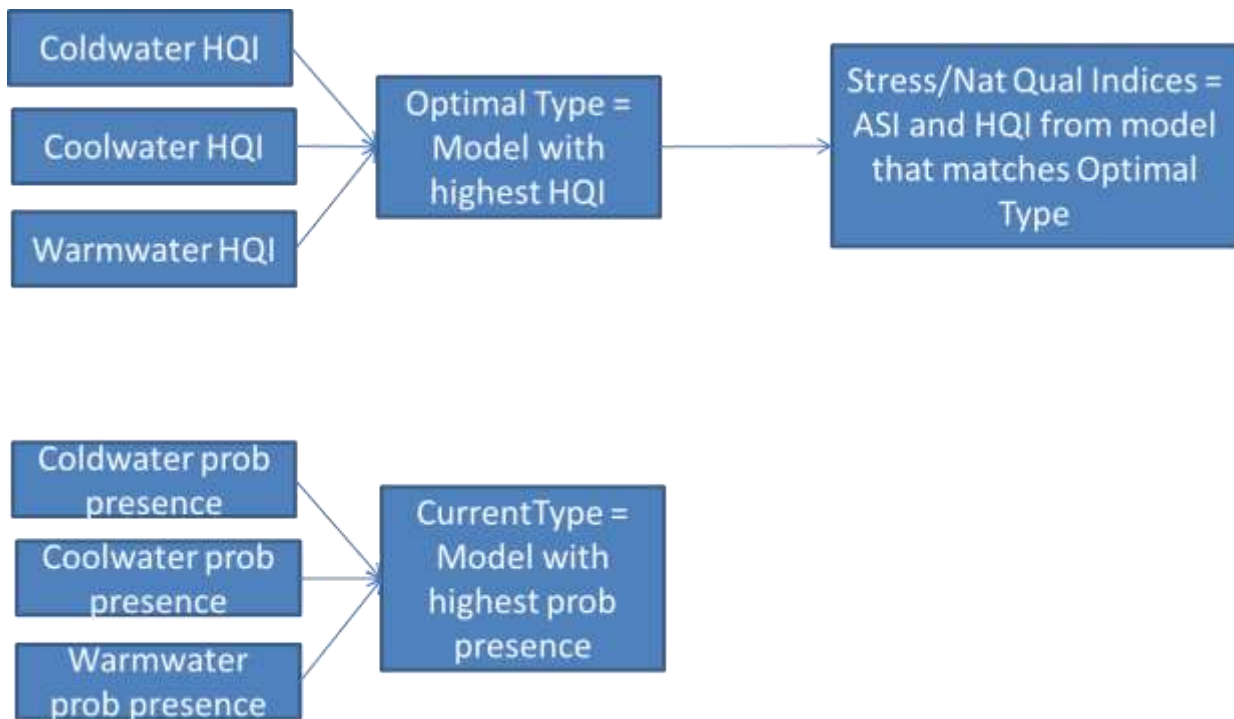 Coldwater HQI
Coolwater HQI
Warmwater HQI
Optimal Type =
Model with
highest HQI
Stress/Nat Qual Indices =
ASI and HQI from model
that matches Optimal
Type
Coldwater prob
presence
Coolwater prob
presence
Warmwater
prob presence
CurrentType =
Model with
highest prob
presence